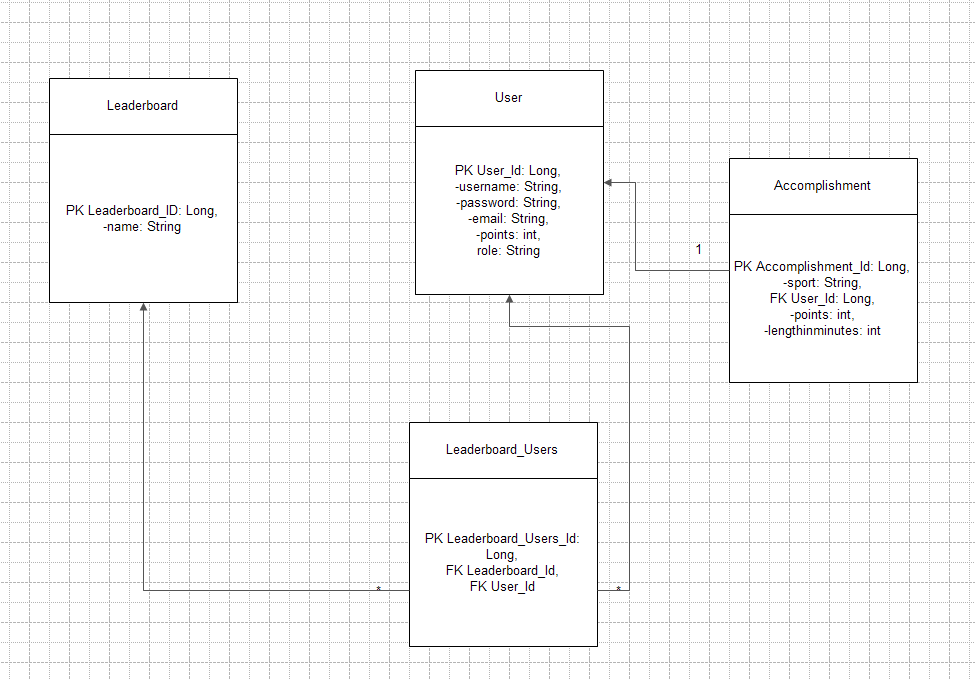 Leaderboard
PK Leaderboard_ID: Long,
-name: String
User
PK User_Id: Long,
-username: String,
-password: String,
-email: String,
-points: int,
role: String
Accomplishment
PK Accomplishment_Id: Long,
-sport: String,
FK User_Id: Long,
-points: int,
-lengthinminutes: int
1
Leaderboard_Users
PK Leaderboard_Users_Id:
Long,
FK Leaderboard_Id,
FK User_Id
*
*